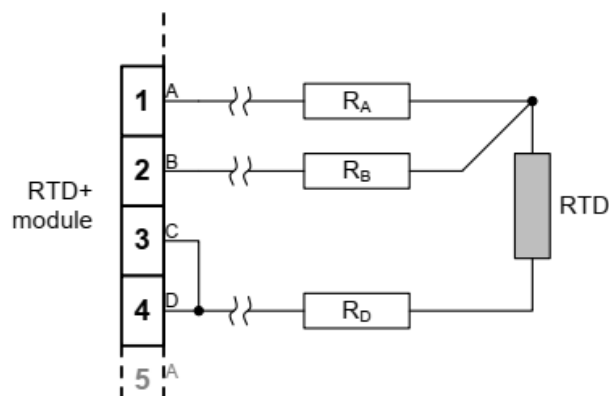 1 A R_A
2 B R_B
RTD+
module
RTD
3 C
4 D R_D
5 A